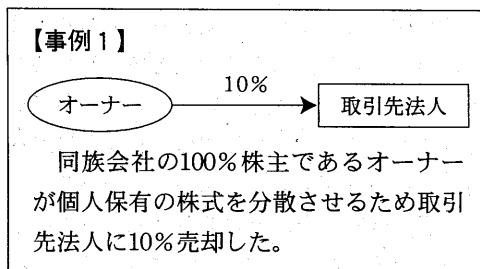 【事例1】
10%
オーナー
取引先法人
同族会社の100%株主であるオーナー
が個人保有の株式を分散させるため取引
先法人に10%売却した。